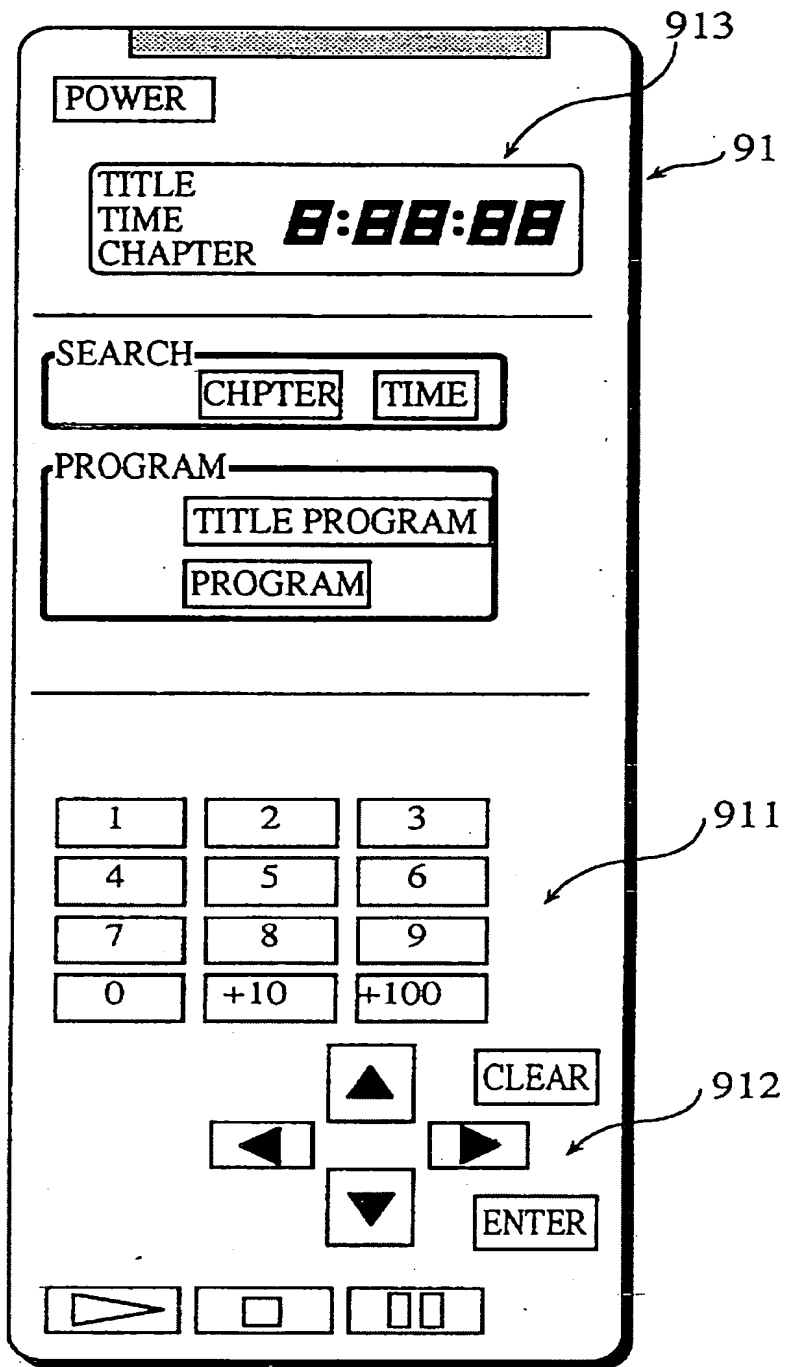 913
POWER
91
TITLE
TIME 8:88:88
CHAPTER
SEARCH
CHPTER TIME
PROGRAM
TITLE PROGRAM
PROGRAM
1 2 3
911
4 5 6
7 8 9
0 +10 +100
CLEAR
912
ENTER